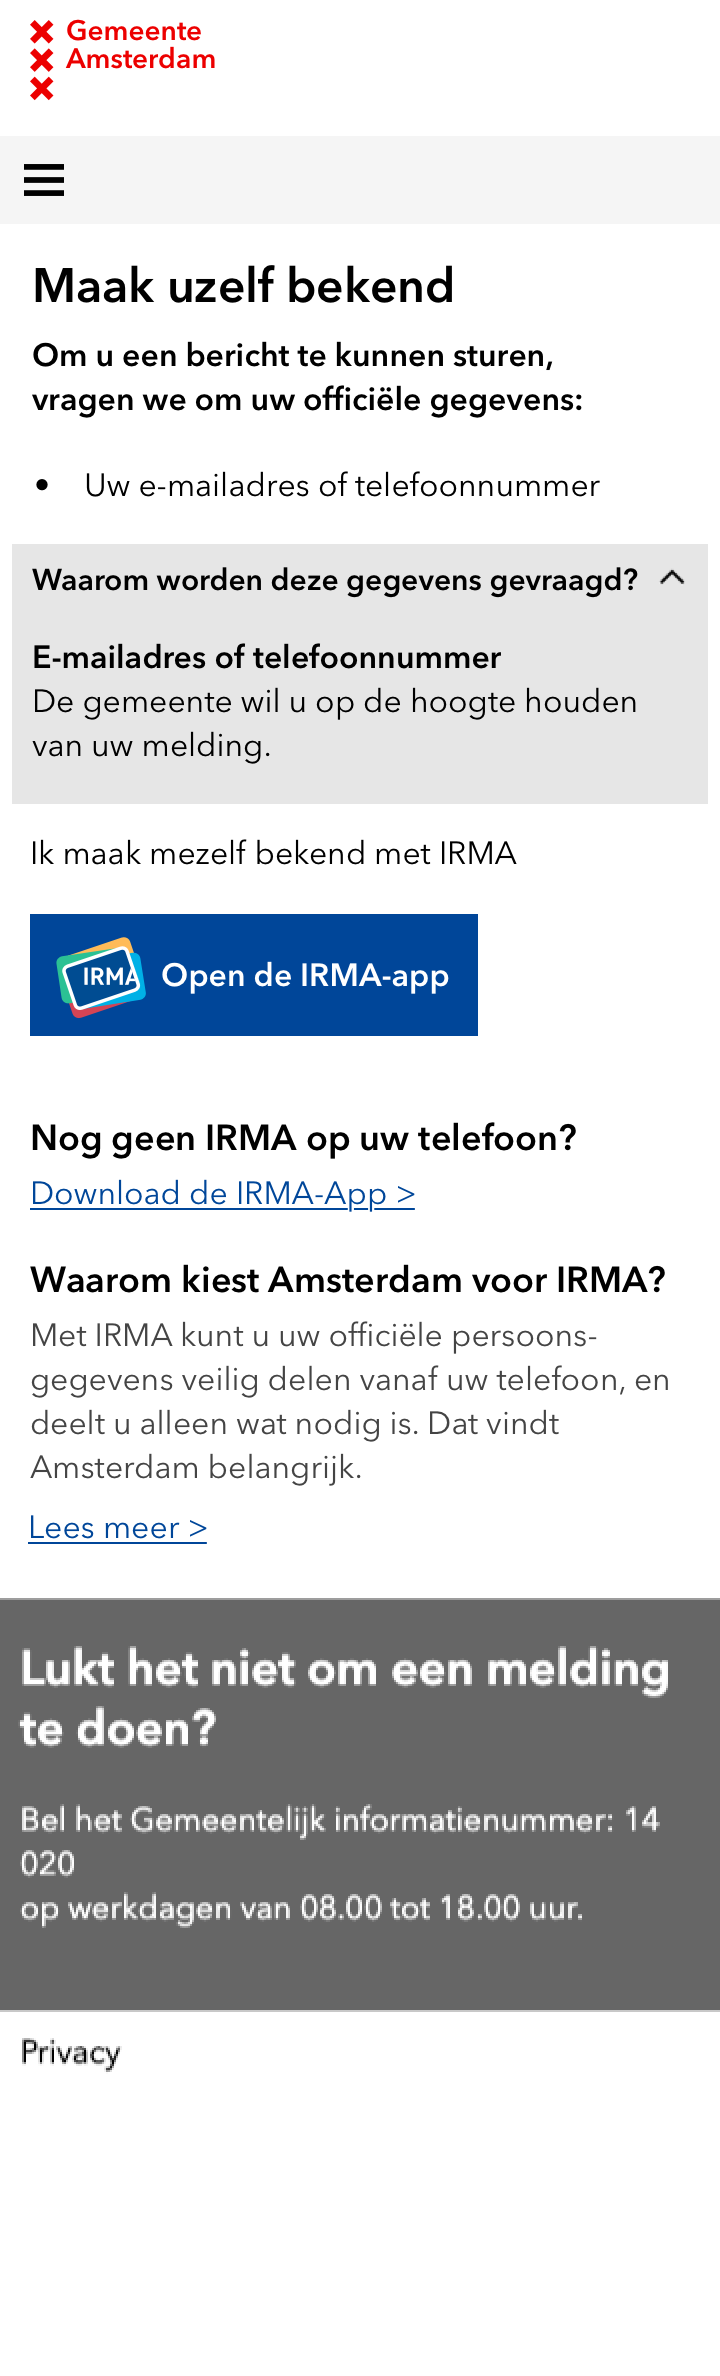 Gemeente
Amsterdam
Maak uzelf bekend
Om u een bericht te kunnen sturen,
vragen we om uw officiële gegevens:
• Uw e-mailadres of telefoonnummer
Waarom worden deze gegevens gevraagd?
E-mailadres of telefoonnummer
De gemeente wil u op de hoogte houden
van uw melding.
Ik maak mezelf bekend met IRMA
IRMA Open de IRMA-app
Nog geen IRMA op uw telefoon?
Download de IRMA-App >
Waarom kiest Amsterdam voor IRMA?
Met IRMA kunt u uw officiële persoons-
gegevens veilig delen vanaf uw telefoon, en
deelt u alleen wat nodig is. Dat vindt
Amsterdam belangrijk.
Lees meer >
Lukt het niet om een melding
te doen?
Bel het Gemeentelijk informatienummer: 14
020
op werkdagen van 08.00 tot 18.00 uur.
Privacy